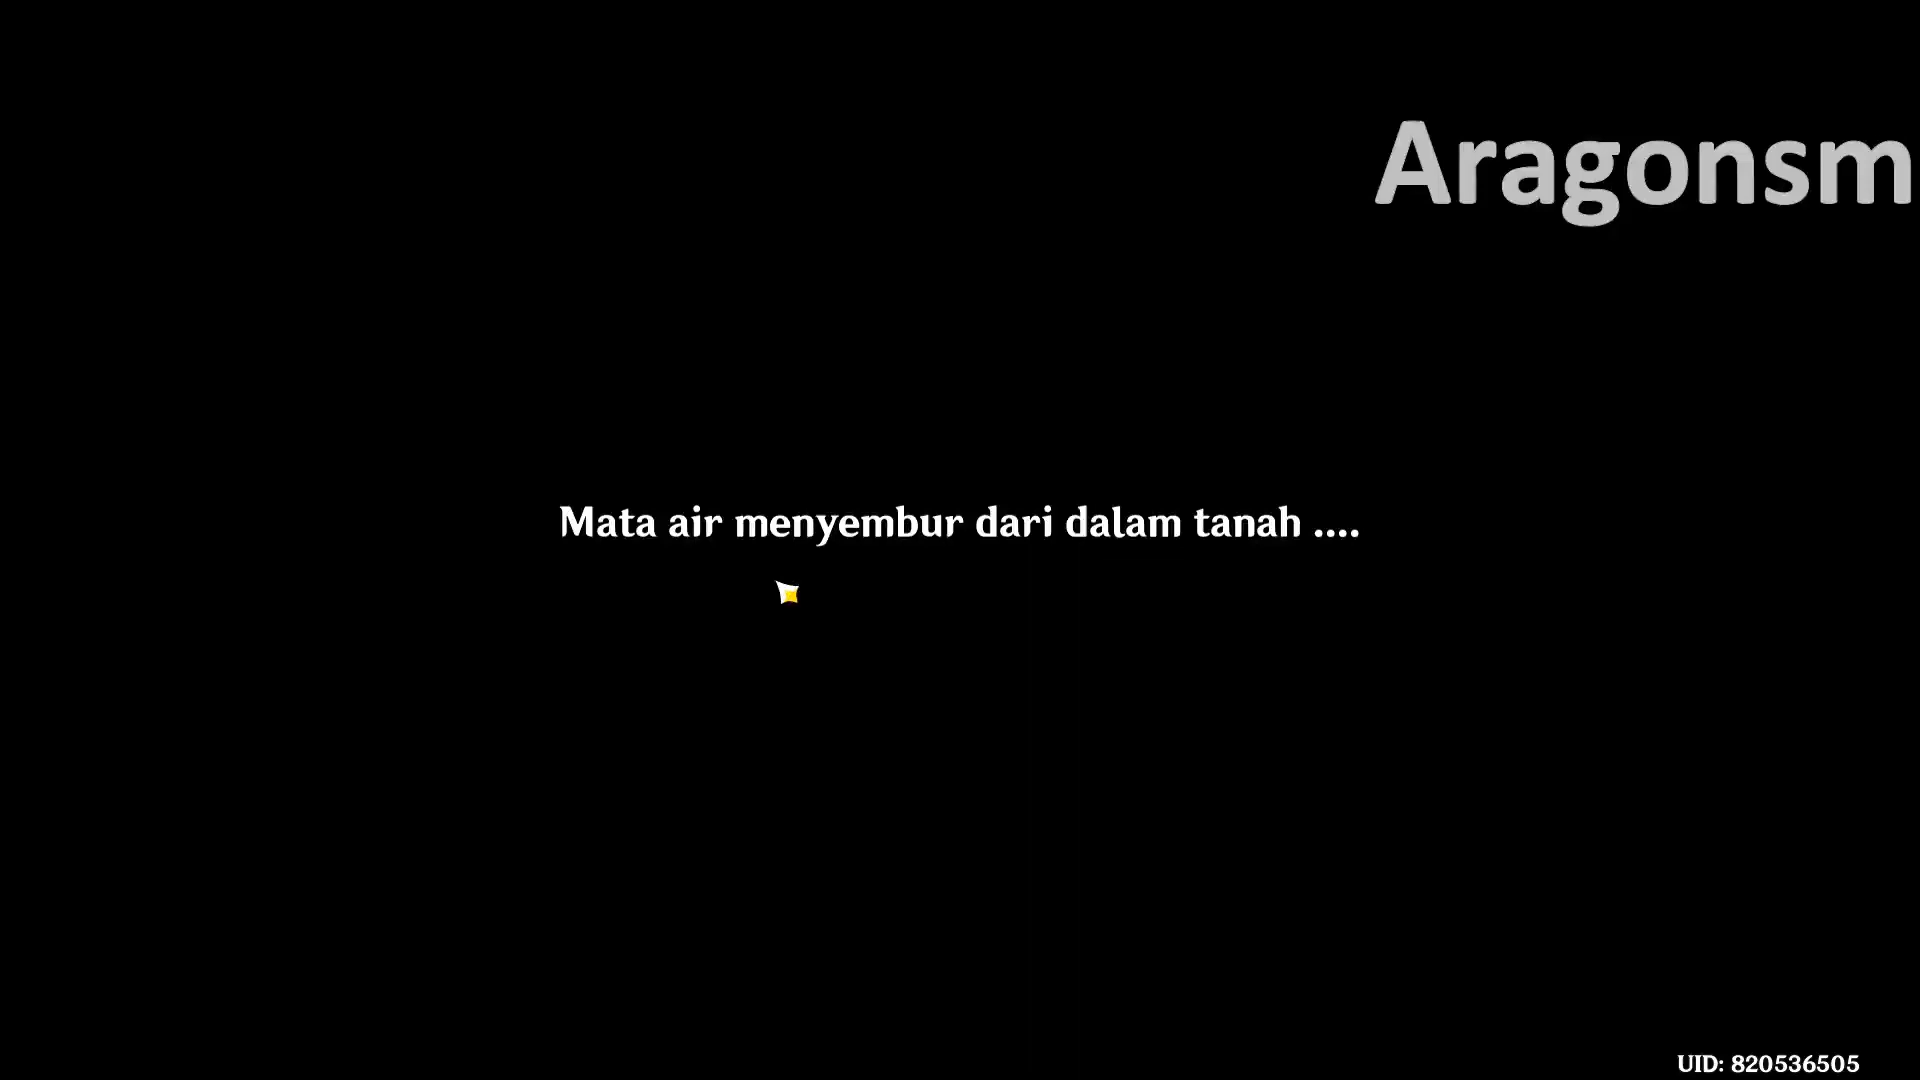 Aragonsm
Mata air menyembur dari dalam tanah ....
UID: 820536505